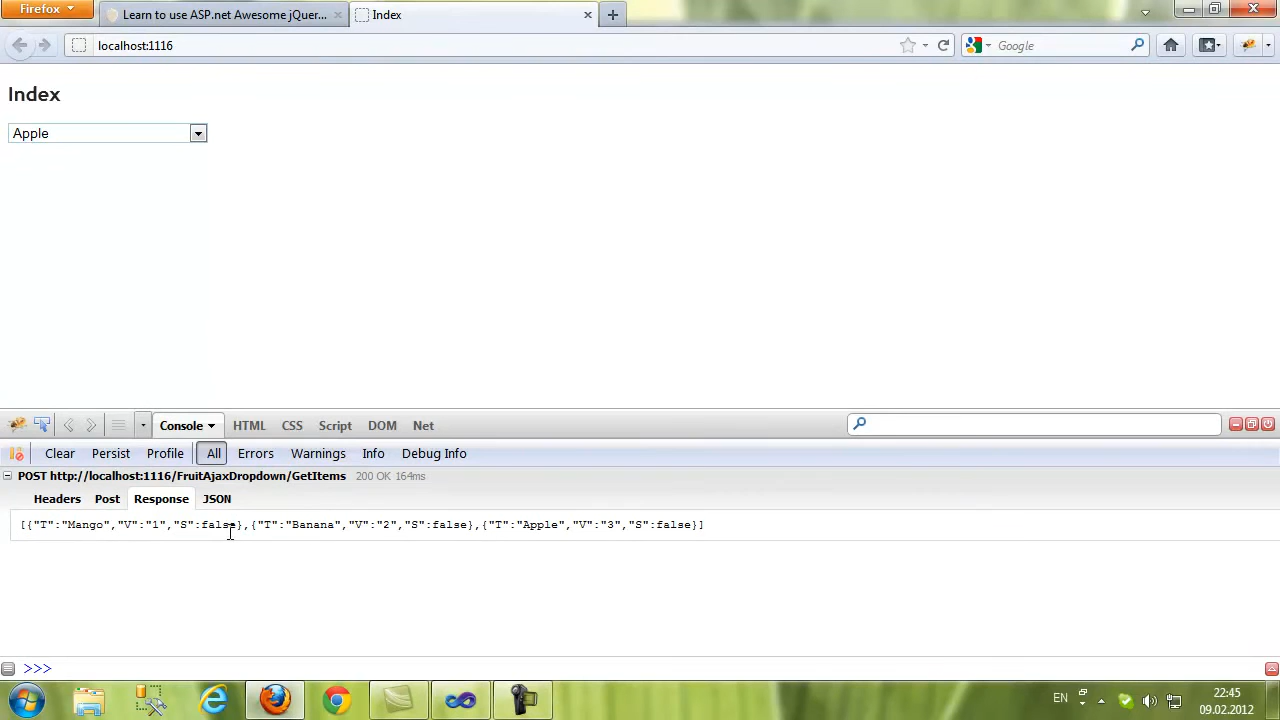 Firefox
Learn to use ASP.net Awesome jQuer...
Index
localhost:1116
Google
Index
Apple
Console HTML CSS Script DOM Net
Clear Persist Profile All Errors Warnings Info Debug Info
POST http://localhost:1116/FruitAjaxDropdown/GetItems 200 OK 164ms
Headers Post Response JSON
[{"T":"Mango","V":"1","S":false},{"T":"Banana","V":"2","S":false},{"T":"Apple","V":"3","S":false}]
>>>
EN
22:45
09.02.2012